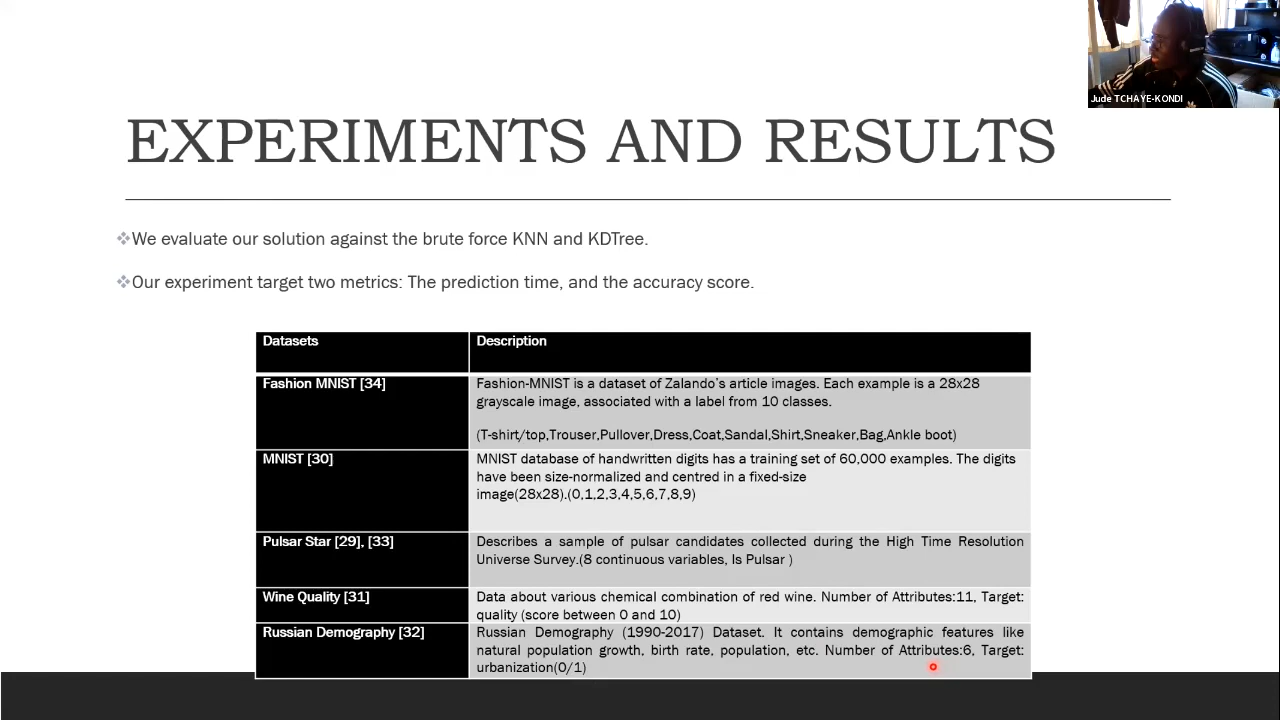 Jude TCHAYE-KONDI
EXPERIMENTS AND RESULTS
We evaluate our solution against the brute force KNN and KDTree.
Our experiment target two metrics: The prediction time, and the accuracy score.
Datasets
Description
Fashion MNIST [34]
Fashion-MNIST is a dataset of Zalando's article images. Each example is a 28x28
grayscale image, associated with a label from 10 classes.
(T-shirt/top,Trouser,Pullover,Dress,Coat,Sandal,Shirt,Sneaker,Bag,Ankle boot)
MNIST [30]
MNIST database of handwritten digits has a training set of 60,000 examples. The digits
have been size-normalized and centred in a fixed-size
image(28x28).(0,1,2,3,4,5,6,7,8,9)
Pulsar Star [29], [33]
Describes a sample of pulsar candidates collected during the High Time Resolution
Universe Survey.(8 continuous variables, Is Pulsar )
Wine Quality [31]
Data about various chemical combination of red wine. Number of Attributes:11, Target:
quality (score between 0 and 10)
Russian Demography [32]
Russian Demography (1990-2017) Dataset. It contains demographic features like
natural population growth, birth rate, population, etc. Number of Attributes:6, Target:
urbanization(0/1)